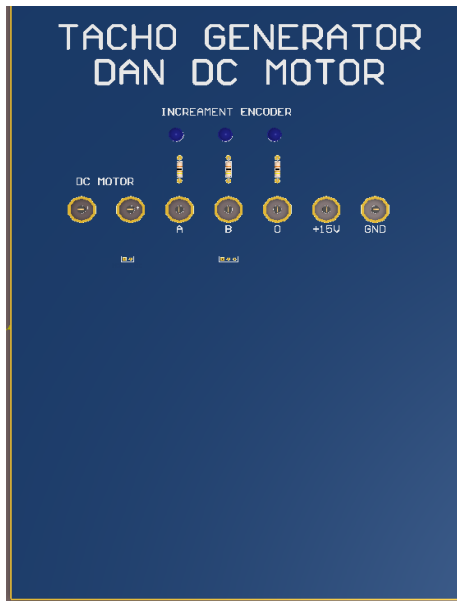 TACHO GENERATOR
DAN DC MOTOR
INCREAMENT ENCODER
DC MOTOR
A B 0 +15V GND